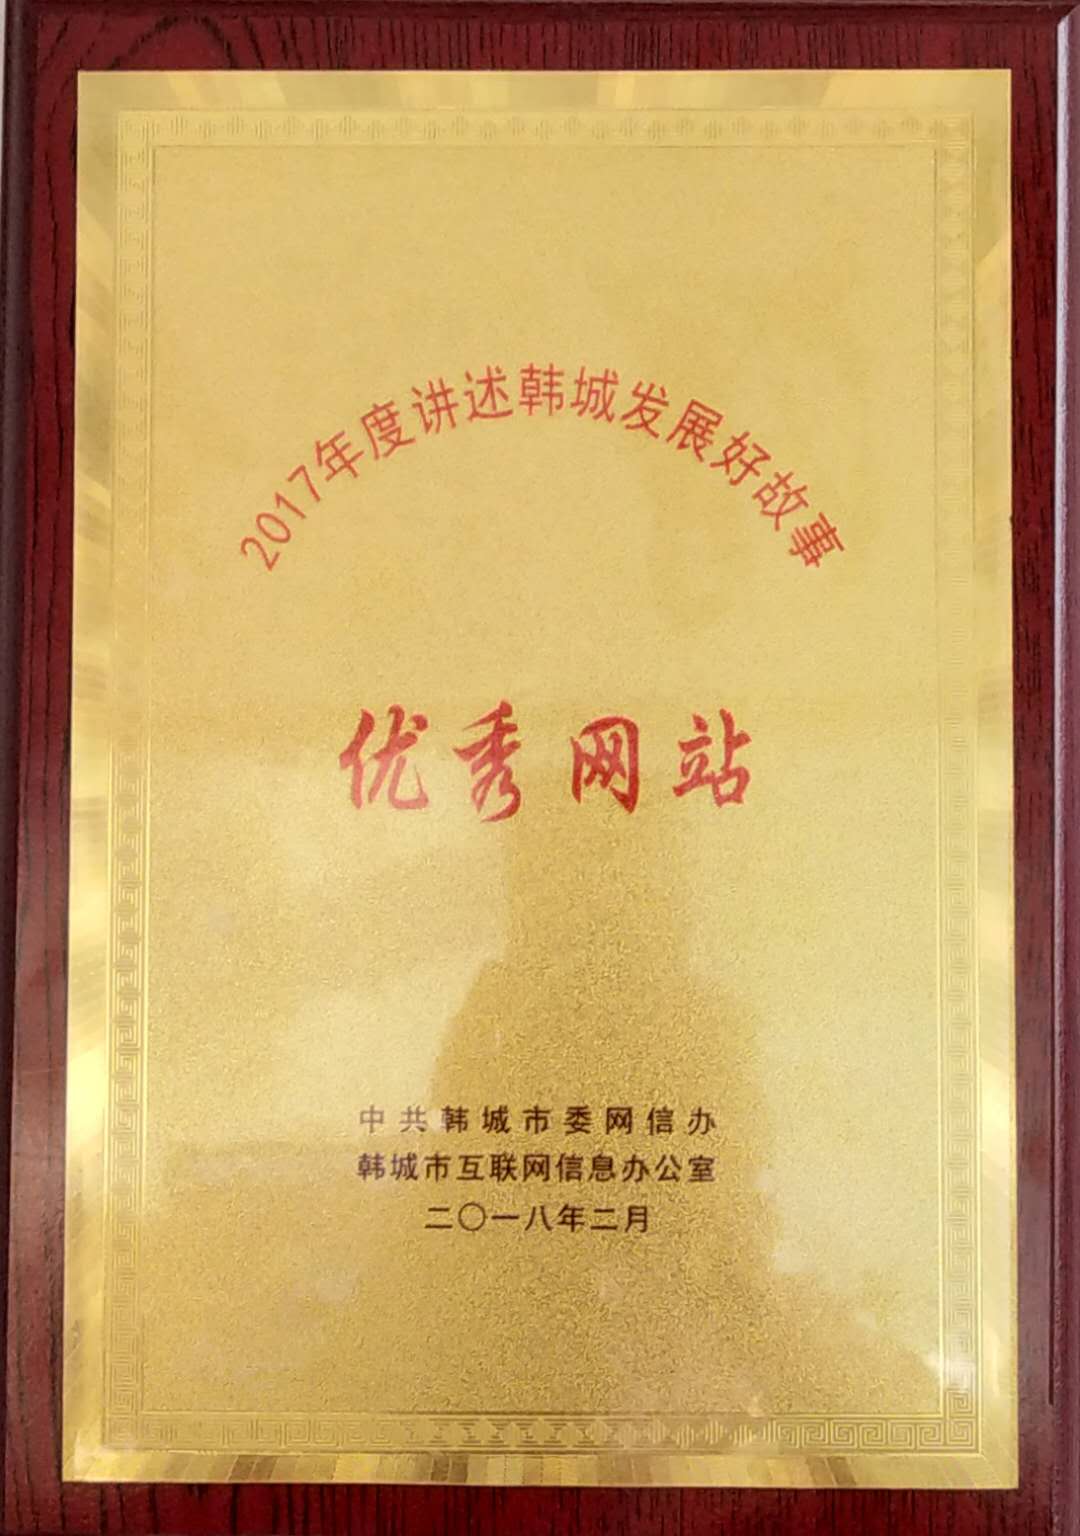 2017年度讲述韩城发展好故事
优秀网站
中共韩城市委网信办
韩城市互联网信息办公室
二〇一八年二月